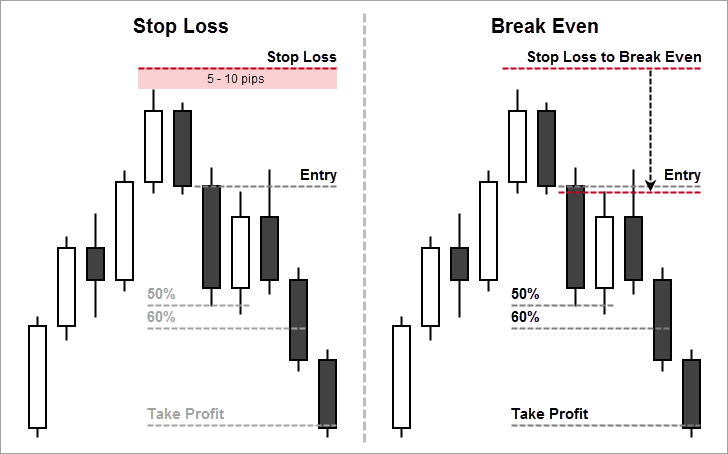 Stop Loss
Stop Loss
5 - 10 pips
Entry
50%
60%
Take Profit
Break Even
Stop Loss to Break Even
Entry
50%
60%
Take Profit